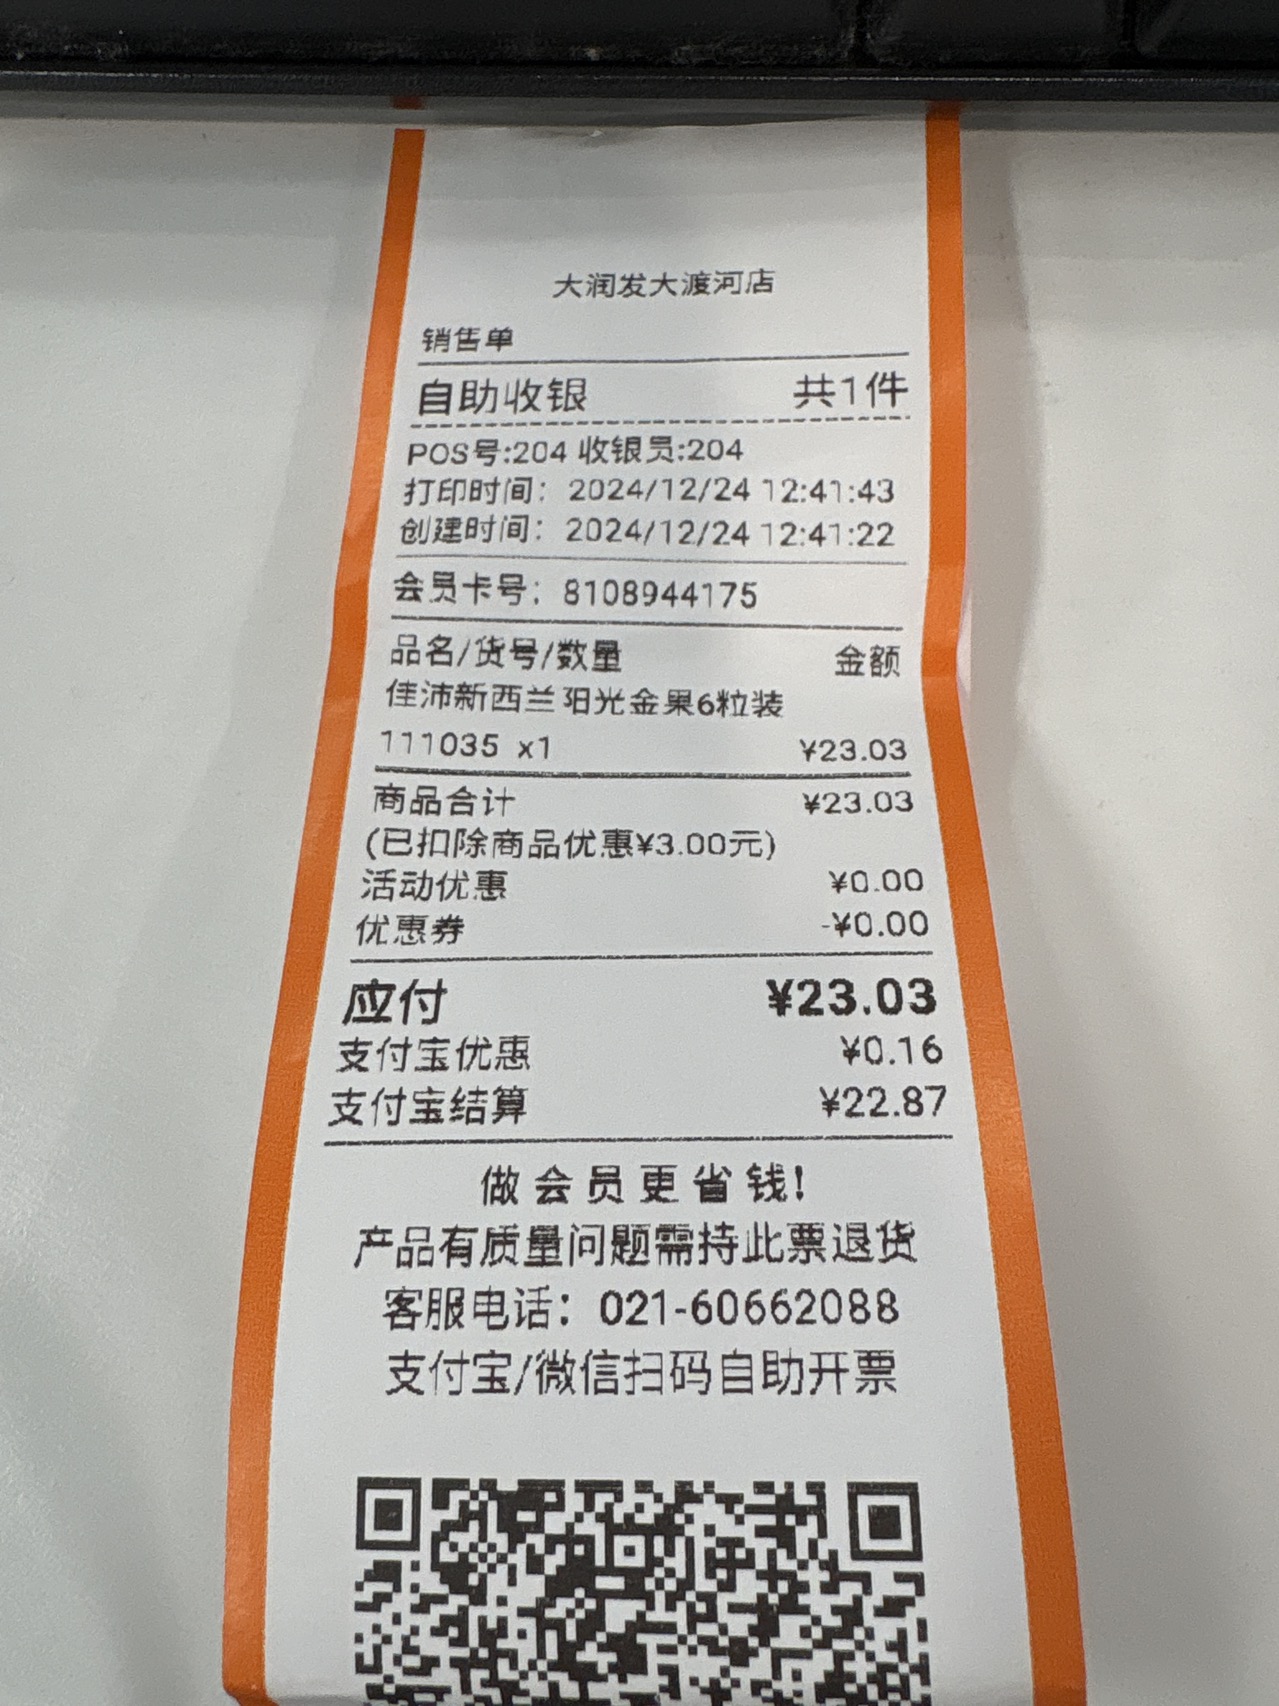 大润发大渡河店
销售单
自助收银 共1件
POS号:204 收银员:204
打印时间：2024/12/24 12:41:43
创建时间：2024/12/24 12:41:22
会员卡号：8108944175
品名/货号/数量 金额
佳沛新西兰阳光金果6粒装
111035 x1 ¥23.03
商品合计 ¥23.03
(已扣除商品优惠¥3.00元)
活动优惠 ¥0.00
优惠券 -¥0.00
应付 ¥23.03
支付宝优惠 ¥0.16
支付宝结算 ¥22.87
做会员更省钱!
产品有质量问题需持此票退货
客服电话：021-60662088
支付宝/微信扫码自助开票